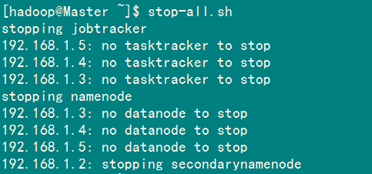 [hadoop@Master ~]$ stop-all.sh
stopping jobtracker
192.168.1.5: no tasktracker to stop
192.168.1.4: no tasktracker to stop
192.168.1.3: no tasktracker to stop
stopping namenode
192.168.1.3: no datanode to stop
192.168.1.4: no datanode to stop
192.168.1.5: no datanode to stop
192.168.1.2: stopping secondarynamenode